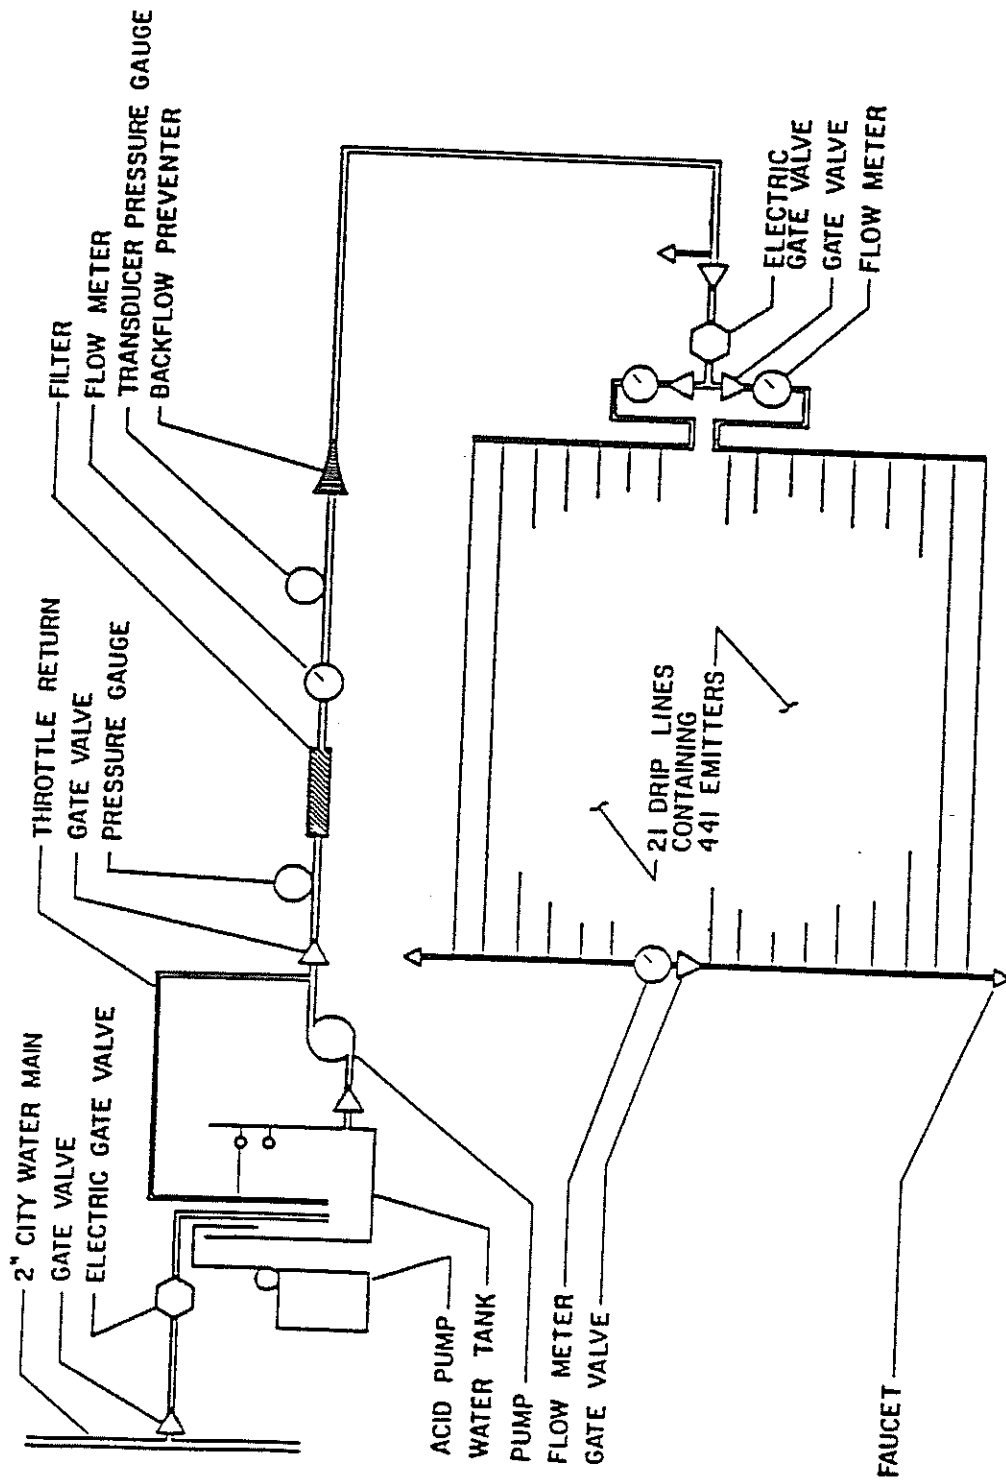 2" CITY WATER MAIN
GATE VALVE
ELECTRIC GATE VALVE
THROTTLE RETURN
GATE VALVE
PRESSURE GAUGE
FILTER
FLOW METER
TRANSDUCER PRESSURE GAUGE
BACKFLOW PREVENTER
ACID PUMP
WATER TANK
PUMP
FLOW METER
GATE VALVE
21 DRIP LINES
CONTAINING
441 EMITTERS
ELECTRIC
GATE VALVE
GATE VALVE
FLOW METER
FAUCET